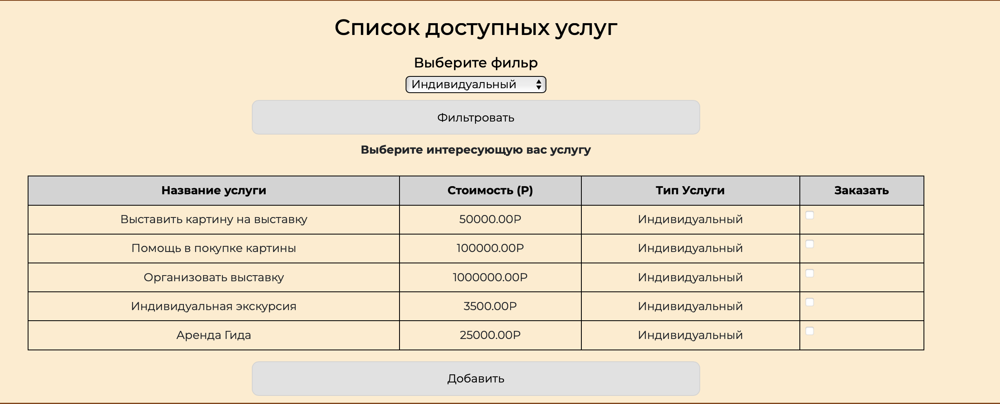 Список доступных услуг
Выберите фильр
Индивидуальный
Фильтровать
Выберите интересующую вас услугу
Название услуги Стоимость (Р) Тип Услуги Заказать
Выставить картину на выставку 50000.00Р Индивидуальный
Помощь в покупке картины 100000.00Р Индивидуальный
Организовать выставку 1000000.00Р Индивидуальный
Индивидуальная экскурсия 3500.00Р Индивидуальный
Аренда Гида 25000.00Р Индивидуальный
Добавить